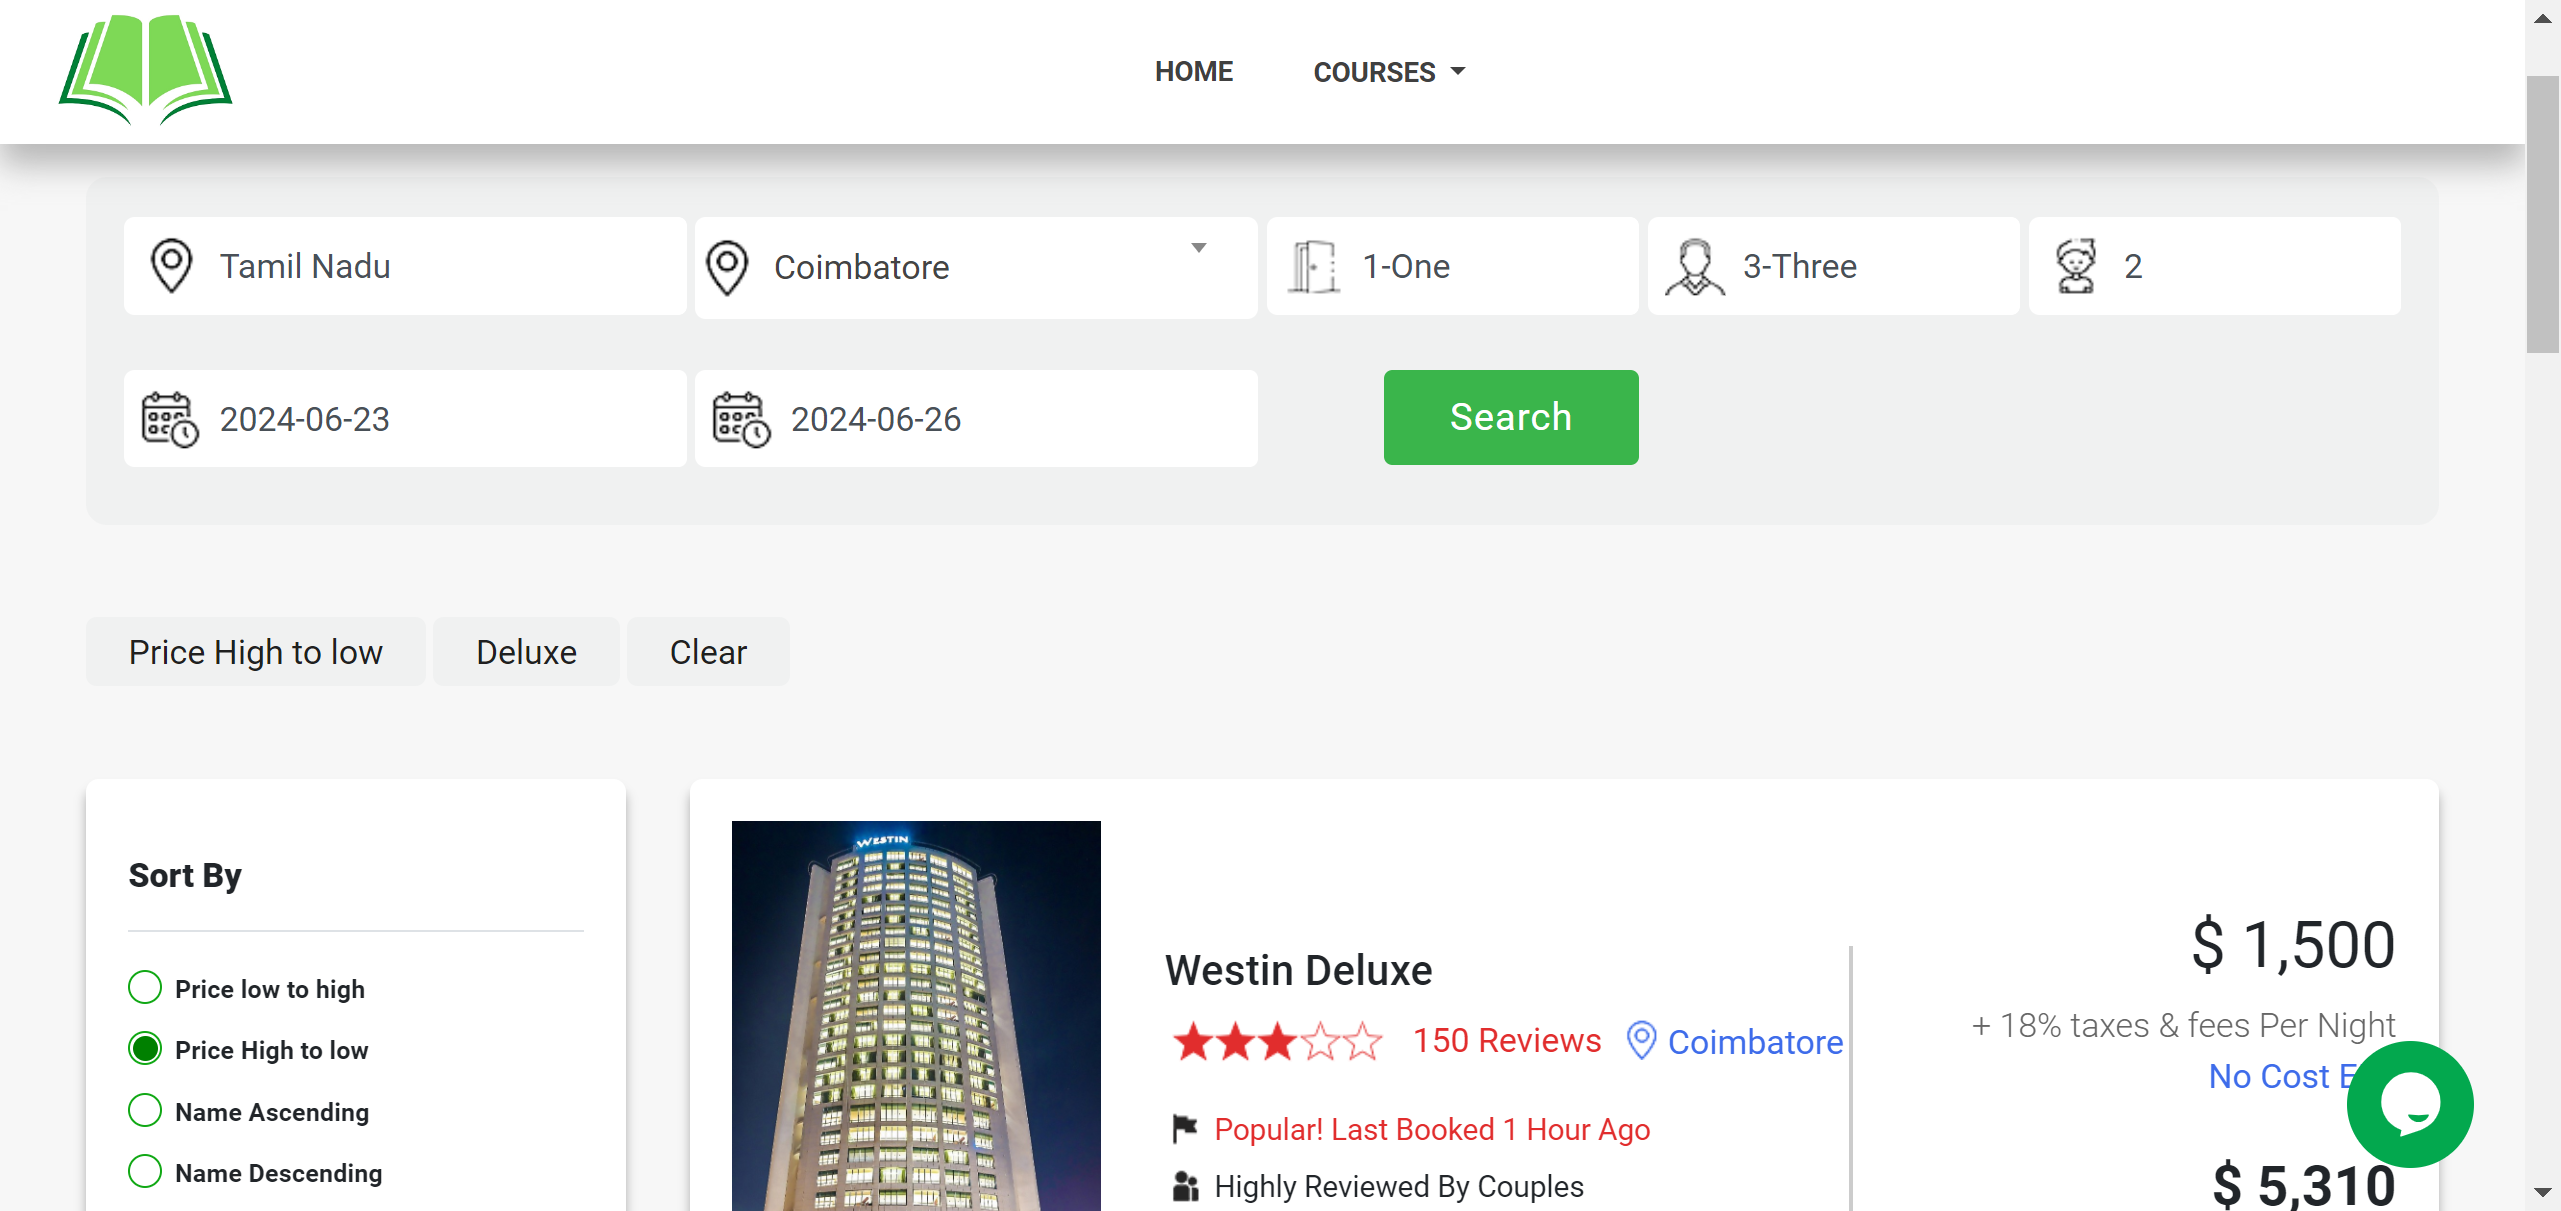 HOME
COURSES
Tamil Nadu
Coimbatore
1-One
3-Three
2
2024-06-23
2024-06-26
Search
Price High to low
Deluxe
Clear
Sort By
Price low to high
Price High to low
Name Ascending
Name Descending
WESTIN
Westin Deluxe
150 Reviews
Coimbatore
Popular! Last Booked 1 Hour Ago
Highly Reviewed By Couples
$ 1,500
+ 18% taxes & fees Per Night
No Cost
$ 5,310